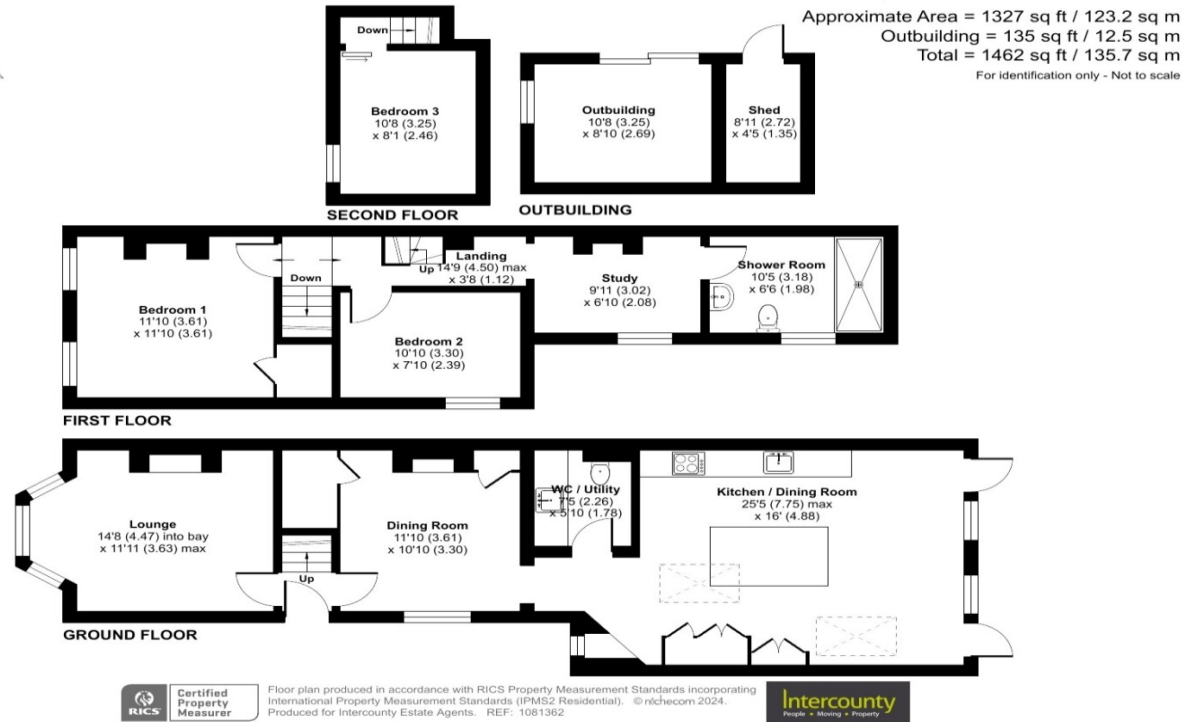 Approximate Area = 1327 sq ft / 123.2 sq m
Outbuilding = 135 sq ft / 12.5 sq m
Total = 1462 sq ft / 135.7 sq m
For identification only - Not to scale
Down
Bedroom 3
10'8 (3.25)
x 8'1 (2.46)
SECOND FLOOR
Outbuilding
10'8 (3.25)
x 8'10 (2.69)
Shed
8'11 (2.72)
x 4'5 (1.35)
OUTBUILDING
Bedroom 1
11'10 (3.61)
x 11'10 (3.61)
Down
Up
Landing
14'9 (4.50) max
x 3'8 (1.12)
Bedroom 2
10'10 (3.30)
x 7'10 (2.39)
Study
9'11 (3.02)
x 6'10 (2.08)
Shower Room
10'5 (3.18)
x 6'6 (1.98)
FIRST FLOOR
Lounge
14'8 (4.47) into bay
x 11'11 (3.63) max
Up
Dining Room
11'10 (3.61)
x 10'10 (3.30)
WC / Utility
7'5 (2.26)
x 5'10 (1.78)
Kitchen / Dining Room
25'5 (7.75) max
x 16' (4.88)
GROUND FLOOR
RICS
Certified
Property
Measurer
Floor plan produced in accordance with RICS Property Measurement Standards incorporating
International Property Measurement Standards (IPMS2 Residential). © nichecom 2024.
Produced for Intercounty Estate Agents. REF: 1081362
Intercounty
People • Moving • Property